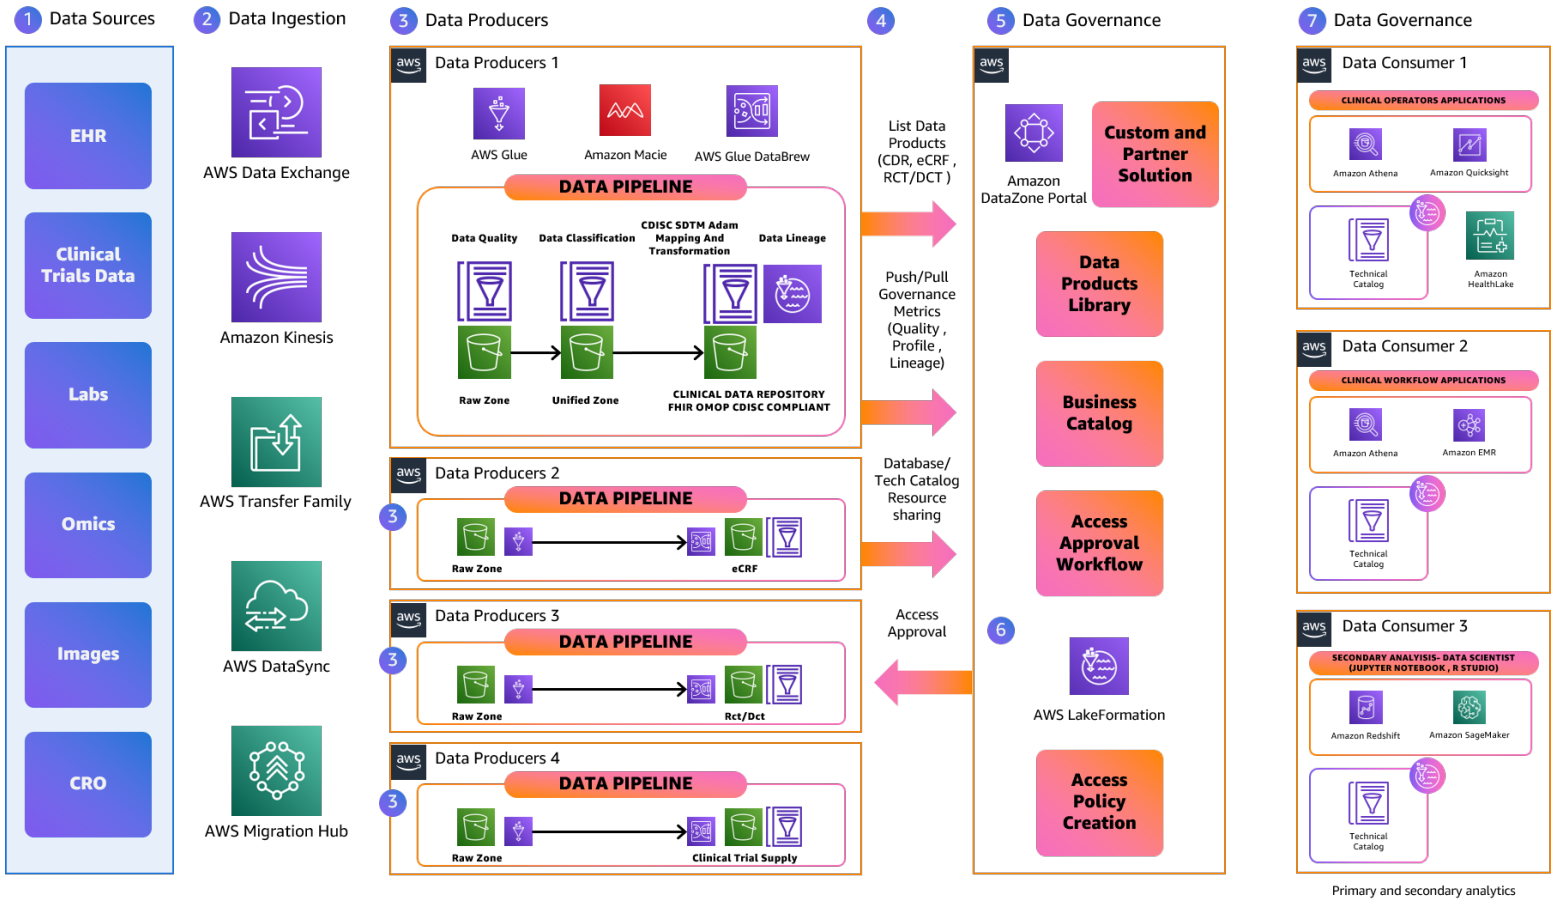 1 Data Sources
EHR
Clinical
Trials Data
Labs
Omics
Images
CRO
2 Data Ingestion
AWS Data Exchange
Amazon Kinesis
AWS Transfer Family
AWS DataSync
AWS Migration Hub
3 Data Producers
aws Data Producers 1
AWS Glue
Amazon Macie
AWS Glue DataBrew
DATA PIPELINE
Data Quality
Data Classification
CDISC SDTM Adam
Mapping And
Transformation
Data Lineage
Raw Zone
Unified Zone
CLINICAL DATA REPOSITORY
FHIR OMOP CDISC COMPLIANT
aws Data Producers 2
DATA PIPELINE
3
Raw Zone
eCRF
aws Data Producers 3
DATA PIPELINE
3
Raw Zone
Rct/Dct
aws Data Producers 4
DATA PIPELINE
3
Raw Zone
Clinical Trial Supply
4
List Data
Products
(CDR, eCRF ,
RCT/DCT )
Push/Pull
Governance
Metrics
(Quality ,
Profile ,
Lineage)
Database/
Tech Catalog
Resource
sharing
Access
Approval
5 Data Governance
aws
Amazon
DataZone Portal
Custom and
Partner
Solution
Data
Products
Library
Business
Catalog
Access
Approval
Workflow
6
AWS LakeFormation
Access
Policy
Creation
7 Data Governance
aws Data Consumer 1
CLINICAL OPERATORS APPLICATIONS
Amazon Athena
Amazon Quicksight
Technical
Catalog
Amazon
HealthLake
aws Data Consumer 2
CLINICAL WORKFLOW APPLICATIONS
Amazon Athena
Amazon EMR
Technical
Catalog
aws Data Consumer 3
SECONDARY ANALYISIS- DATA SCIENTIST
(JUPYTER NOTEBOOK , R STUDIO)
Amazon Redshift
Amazon SageMaker
Technical
Catalog
Primary and secondary analytics